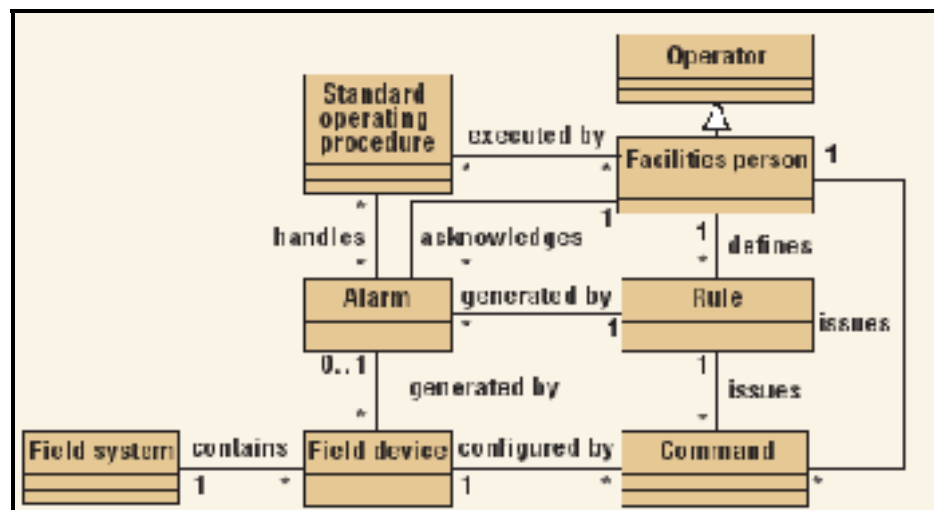 Operator
Standard
operating
procedure
executed by
*
*
Facilities person
1
*
handles
*
acknowledges
*
1
1
defines
*
Alarm
generated by
*
1
Rule
issues
0..1
generated by
*
1
issues
*
Field system
contains
1
*
Field device
configured by
1
*
Command
*